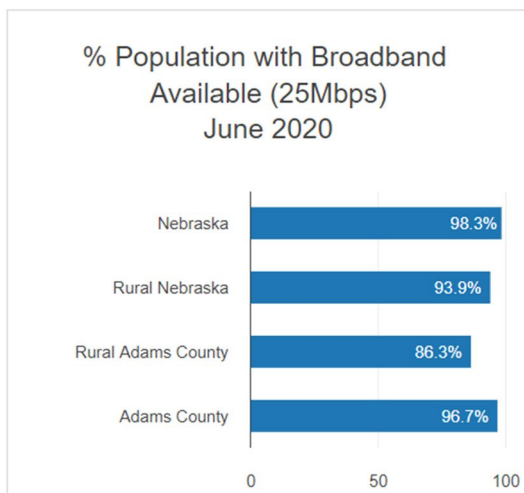 % Population with Broadband
Available (25Mbps)
June 2020
Nebraska 98.3%
Rural Nebraska 93.9%
Rural Adams County 86.3%
Adams County 96.7%
0 50 100